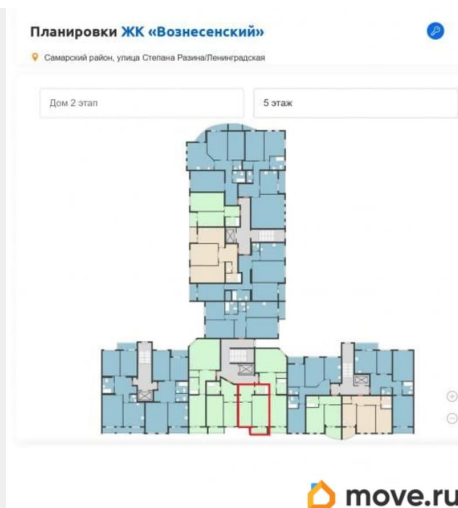 Планировки ЖК «Вознесенский»
Самарский район, улица Степана Разина/Ленинградская
Дом 2 этап
5 этаж
move.ru